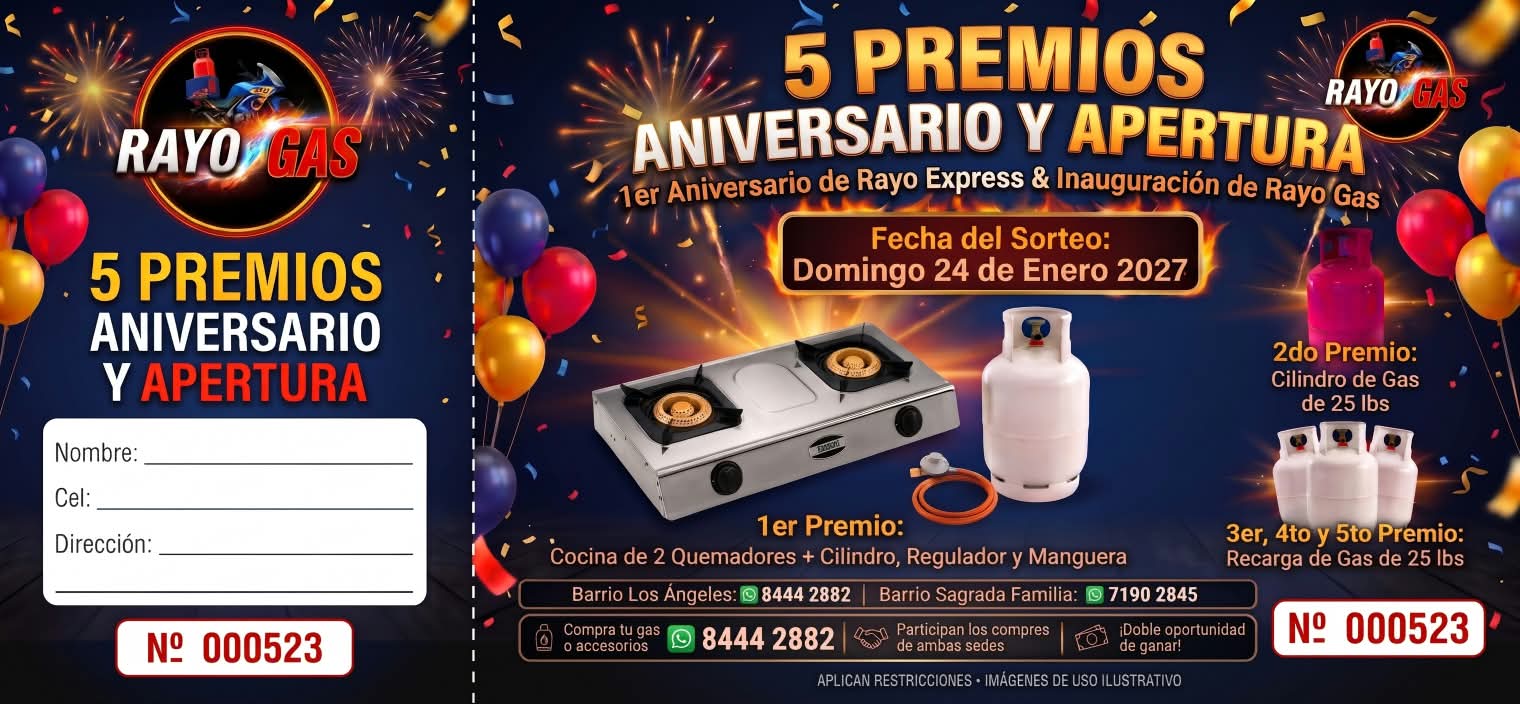 RAYO GAS
5 PREMIOS
ANIVERSARIO
Y APERTURA
Nombre:
Cel:
Dirección:
Nº 000523
5 PREMIOS
ANIVERSARIO Y APERTURA
1er Aniversario de Rayo Express & Inauguración de Rayo Gas
RAYO GAS
Fecha del Sorteo:
Domingo 24 de Enero 2027
2do Premio:
Cilindro de Gas
de 25 lbs
1er Premio:
Cocina de 2 Quemadores + Cilindro, Regulador y Manguera
3er, 4to y 5to Premio:
Recarga de Gas de 25 lbs
Barrio Los Ángeles: 8444 2882 | Barrio Sagrada Familia: 7190 2845
Compra tu gas
o accesorios
8444 2882
Participan los compres
de ambas sedes
¡Doble oportunidad
de ganar!
Nº 000523
APLICAN RESTRICCIONES • IMÁGENES DE USO ILUSTRATIVO